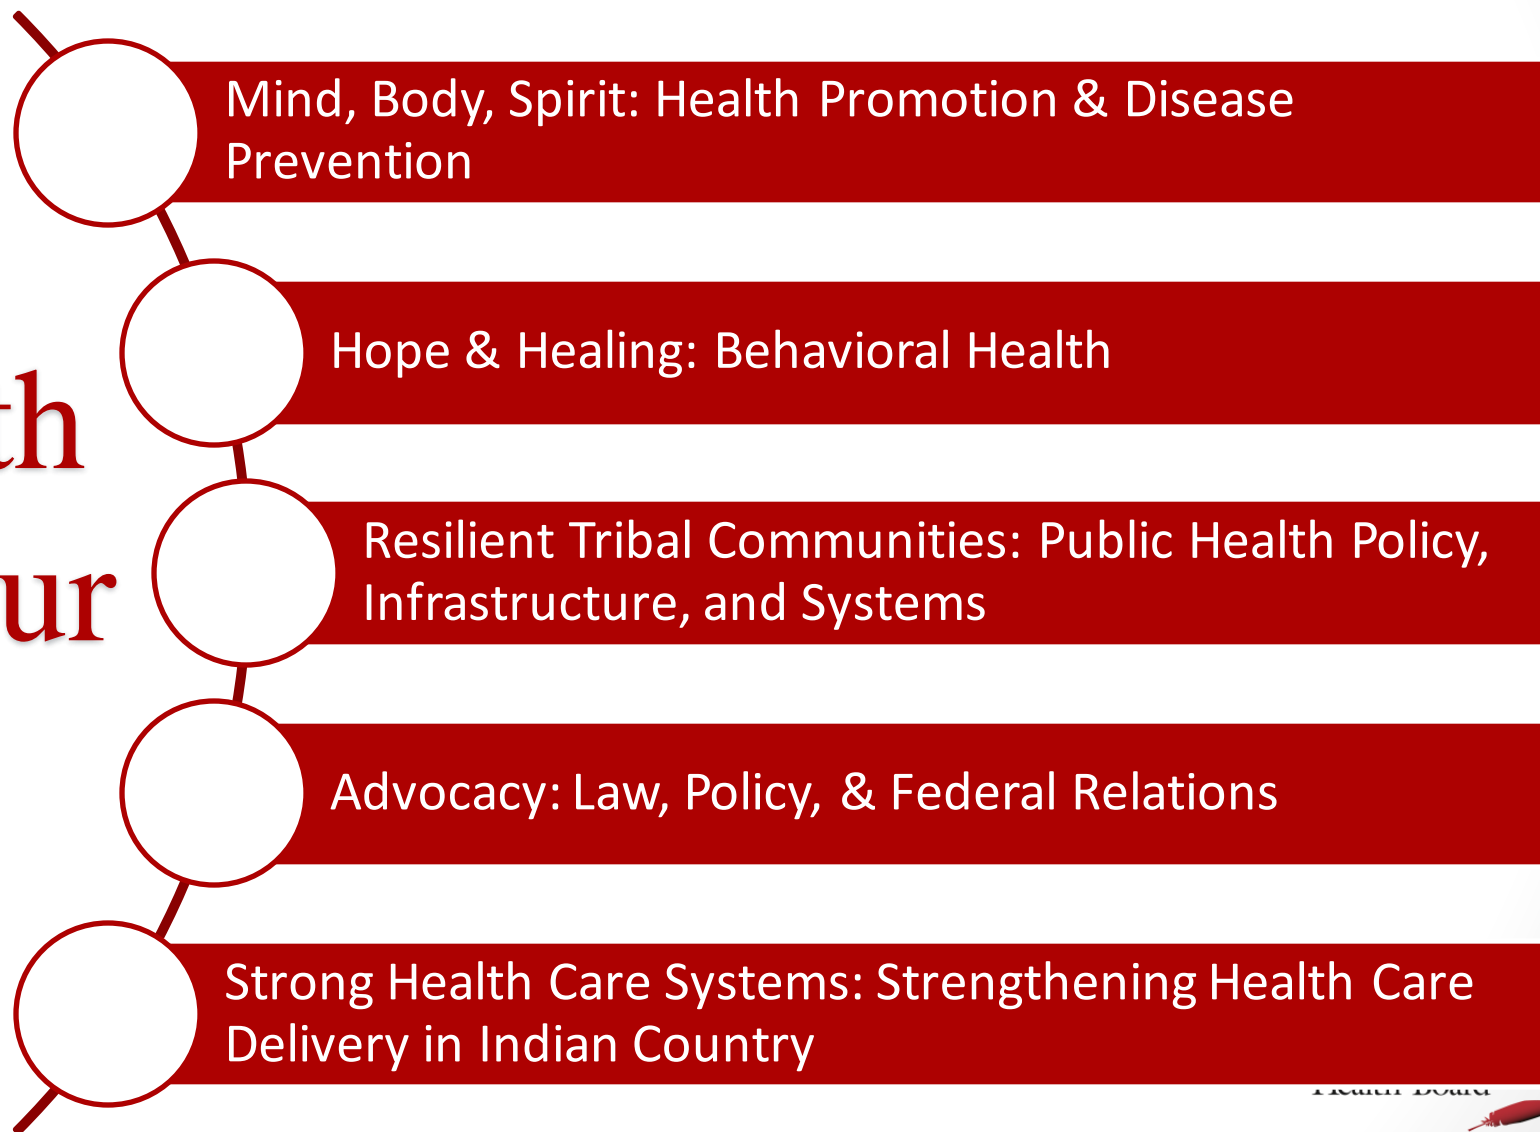 Mind, Body, Spirit: Health Promotion & Disease
Prevention
Hope & Healing: Behavioral Health
th
ur
Resilient Tribal Communities: Public Health Policy,
Infrastructure, and Systems
Advocacy: Law, Policy, & Federal Relations
Strong Health Care Systems: Strengthening Health Care
Delivery in Indian Country
Health Board